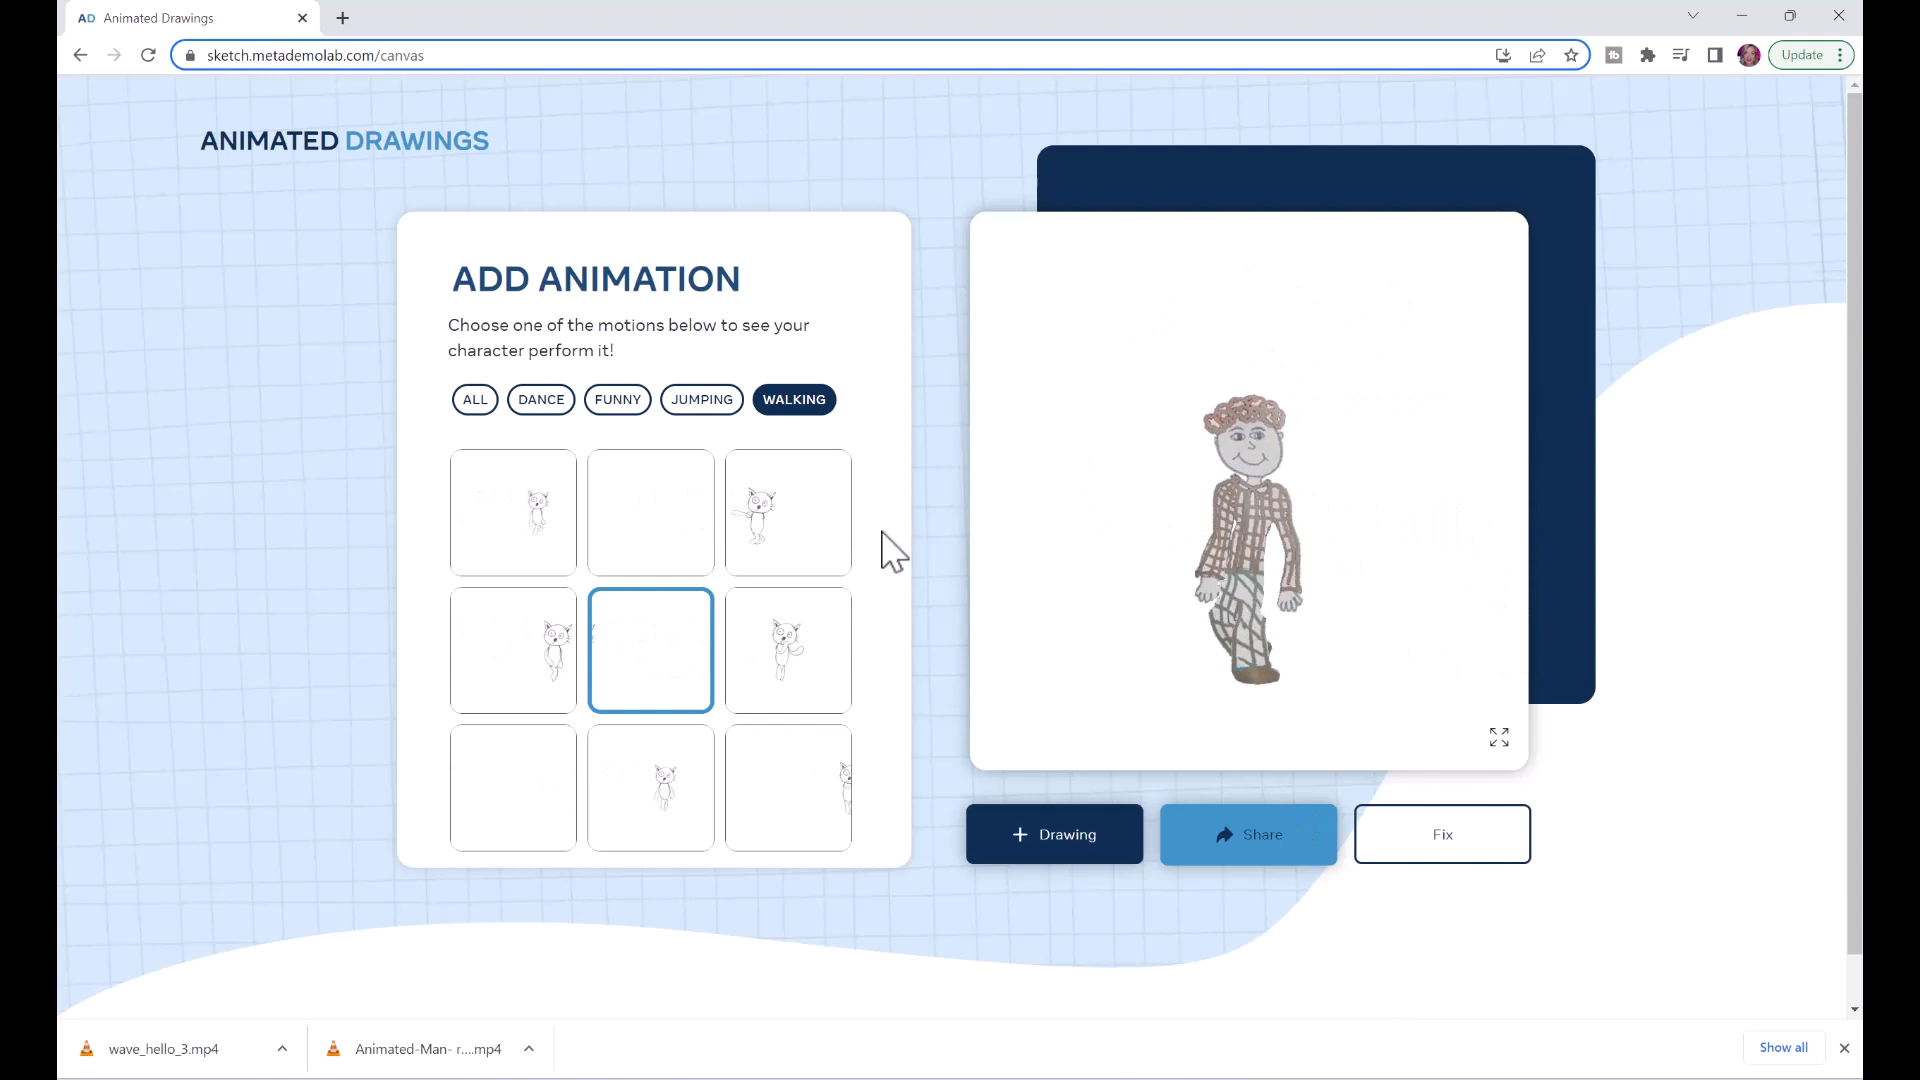 AD Animated Drawings
sketch.metademolab.com/canvas
Update
ANIMATED DRAWINGS
ADD ANIMATION
Choose one of the motions below to see your
character perform it!
ALL DANCE FUNNY JUMPING WALKING
+ Drawing
Share
Fix
wave_hello_3.mp4
Animated-Man- r....mp4
Show all